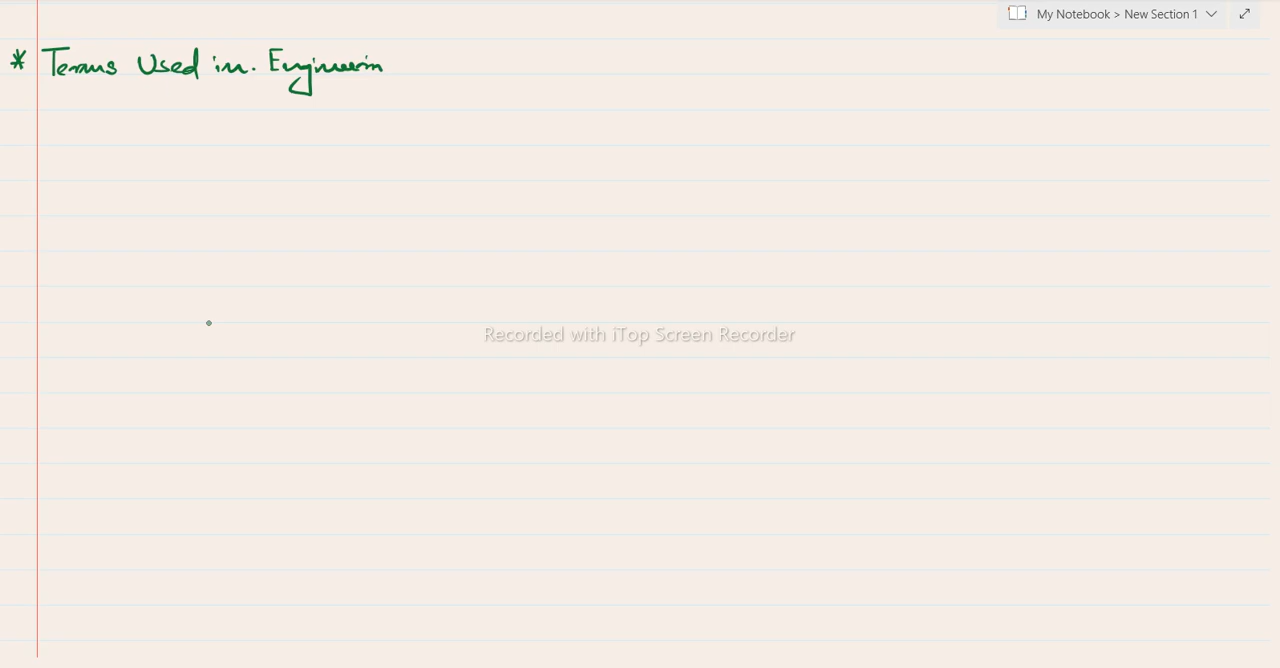 My Notebook > New Section 1
* Terms Used in. Engineerin
Recorded with iTop Screen Recorder